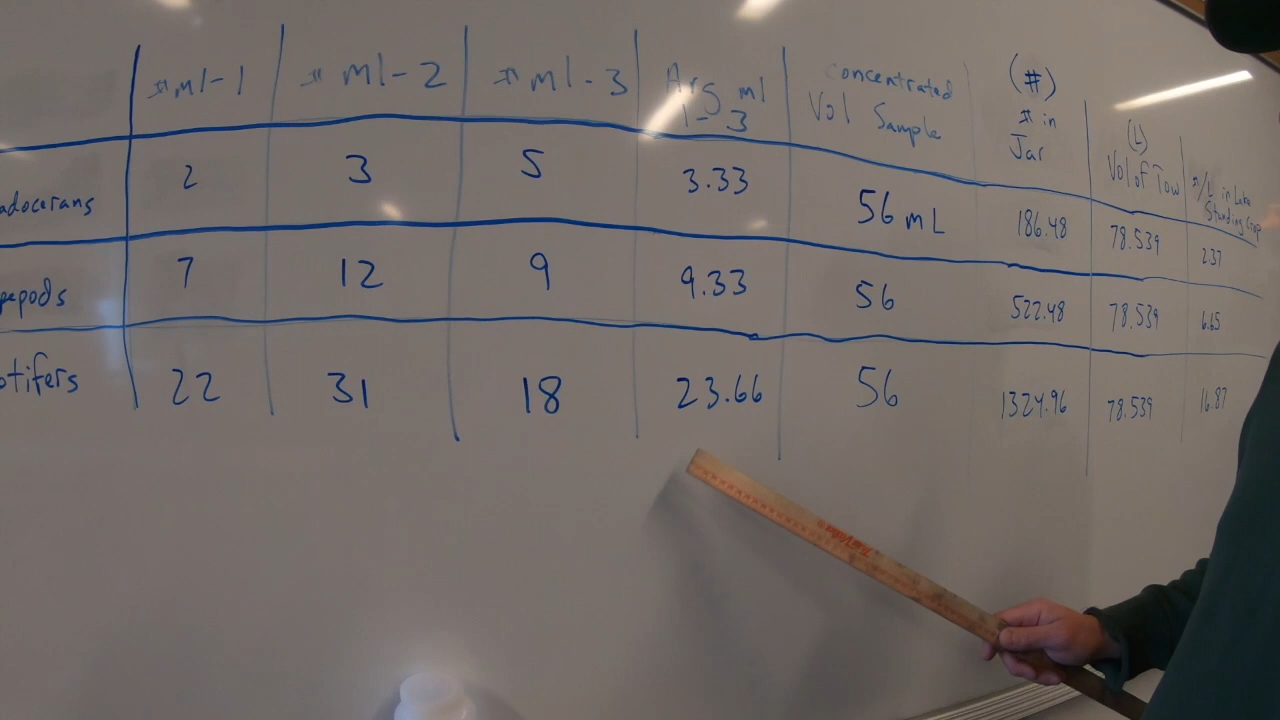 #ml-1 #ml-2 #ml-3 Avg ml 1-3 concentrated Vol Sample (#) # in Jar (L) Vol of Tow #/L in Lake Standing Crop
adocerans 2 3 5 3.33 56 mL 186.48 78.539 2.37
pepods 7 12 9 9.33 56 522.48 78.539 6.65
otifers 22 31 18 23.66 56 1324.96 78.539 16.87